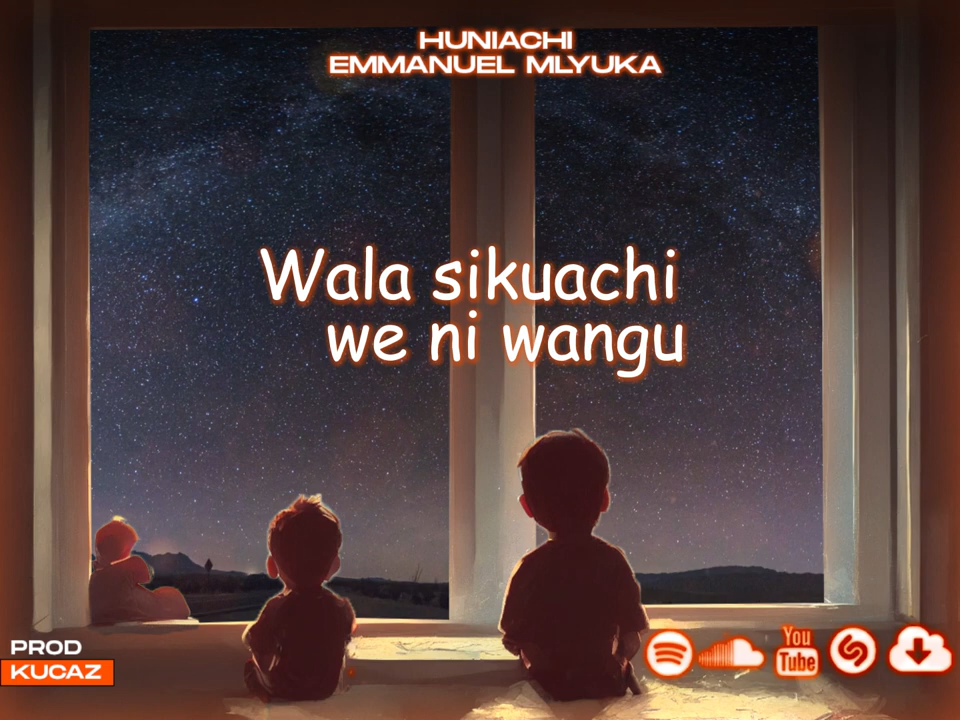 HUNIACHI
EMMANUEL MLYUKA
Wala sikuachi
we ni wangu
PROD
KUCAZ
You
Tube